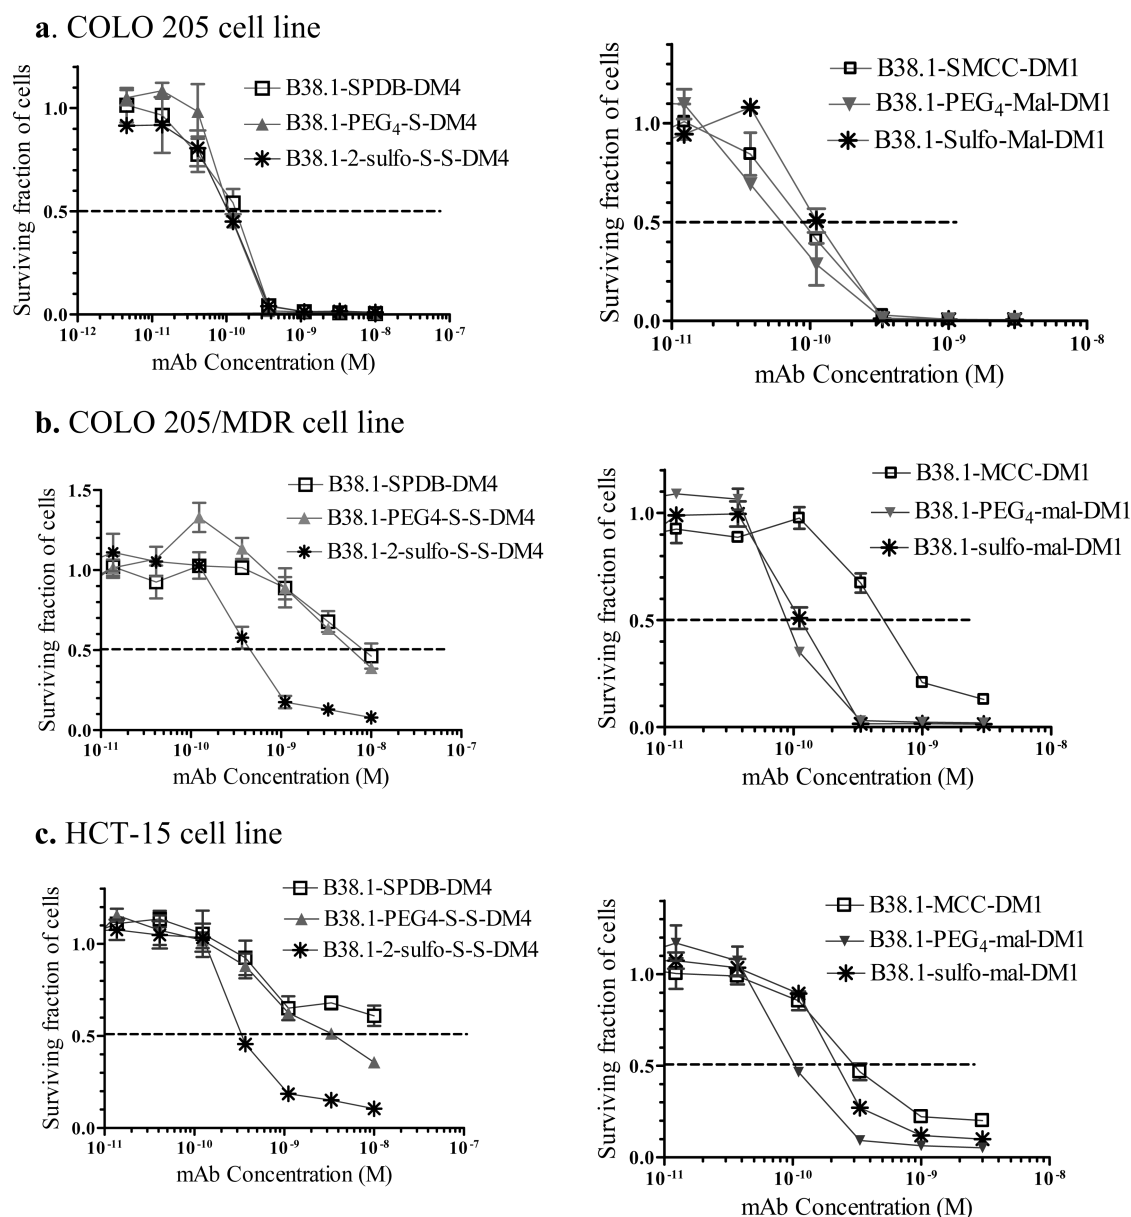 a. COLO 205 cell line
Surviving fraction of cells
1.0
0.5
0.0
B38.1-SPDB-DM4
B38.1-PEG4-S-DM4
B38.1-2-sulfo-S-S-DM4
10-12 10-11 10-10 10-9 10-8 10-7
mAb Concentration (M)
Surviving fraction of cells
1.0
0.5
0.0
B38.1-SMCC-DM1
B38.1-PEG4-Mal-DM1
B38.1-Sulfo-Mal-DM1
10-11 10-10 10-9 10-8
mAb Concentration (M)
b. COLO 205/MDR cell line
Surviving fraction of cells
1.5
1.0
0.5
0.0
B38.1-SPDB-DM4
B38.1-PEG4-S-S-DM4
B38.1-2-sulfo-S-S-DM4
10-11 10-10 10-9 10-8 10-7
mAb Concentration (M)
Surviving fraction of cells
1.0
0.5
0.0
B38.1-MCC-DM1
B38.1-PEG4-mal-DM1
B38.1-sulfo-mal-DM1
10-11 10-10 10-9 10-8
mAb Concentration (M)
c. HCT-15 cell line
Surviving fraction of cells
1.0
0.5
0.0
B38.1-SPDB-DM4
B38.1-PEG4-S-S-DM4
B38.1-2-sulfo-S-S-DM4
10-11 10-10 10-9 10-8 10-7
mAb Concentration (M)
Surviving fraction of cells
1.0
0.5
0.0
B38.1-MCC-DM1
B38.1-PEG4-mal-DM1
B38.1-sulfo-mal-DM1
10-11 10-10 10-9 10-8
mAb Concentration (M)